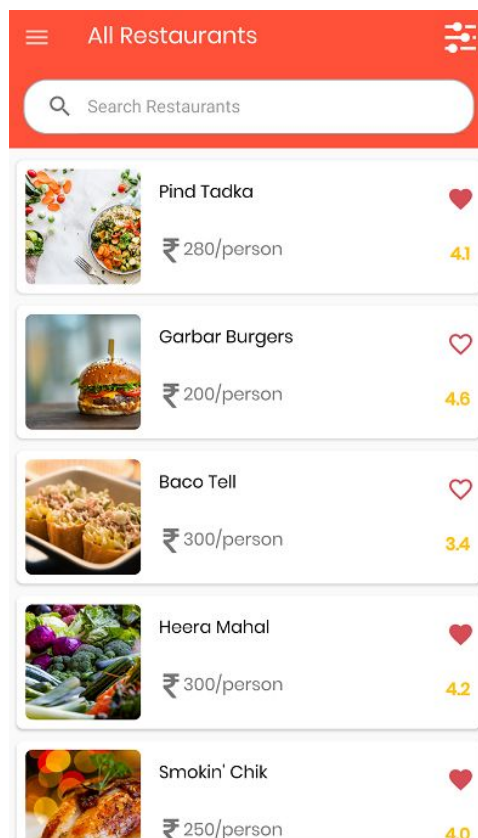 All Restaurants
Search Restaurants
Pind Tadka
₹ 280/person
4.1
Garbar Burgers
₹ 200/person
4.6
Baco Tell
₹ 300/person
3.4
Heera Mahal
₹ 300/person
4.2
Smokin' Chik
₹ 250/person
4.0